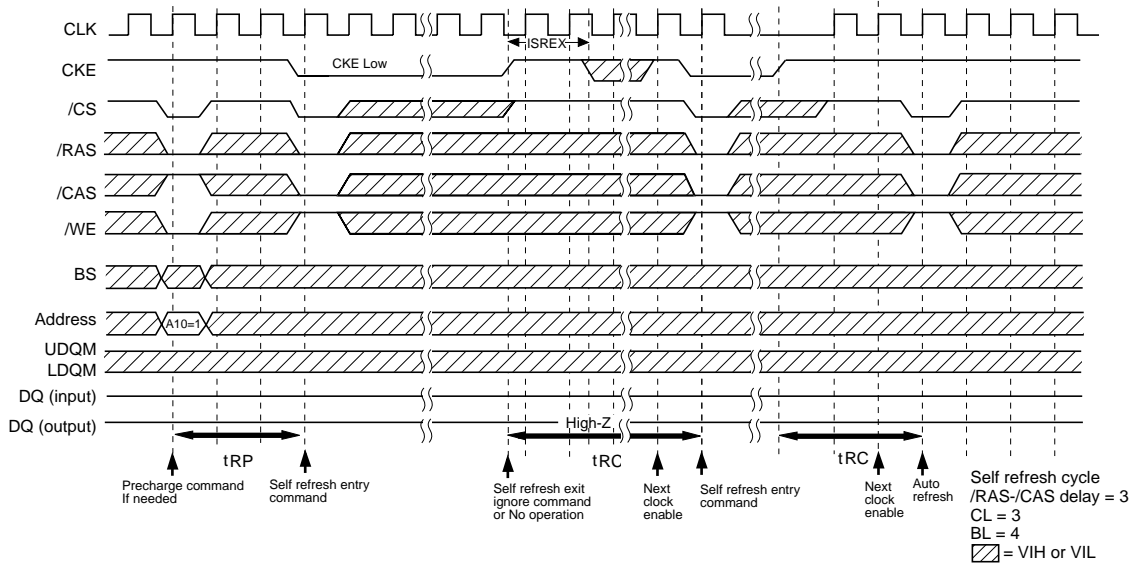 CLK
lSREX
CKE
CKE Low
/CS
/RAS
/CAS
/WE
BS
Address
A10=1
UDQM
LDQM
DQ (input)
DQ (output)
High-Z
tRP
tRC
tRC
Precharge command
If needed
Self refresh entry
command
Self refresh exit
ignore command
or No operation
Next
clock
enable
Self refresh entry
command
Next
clock
enable
Auto
refresh
Self refresh cycle
/RAS-/CAS delay = 3
CL = 3
BL = 4
= VIH or VIL